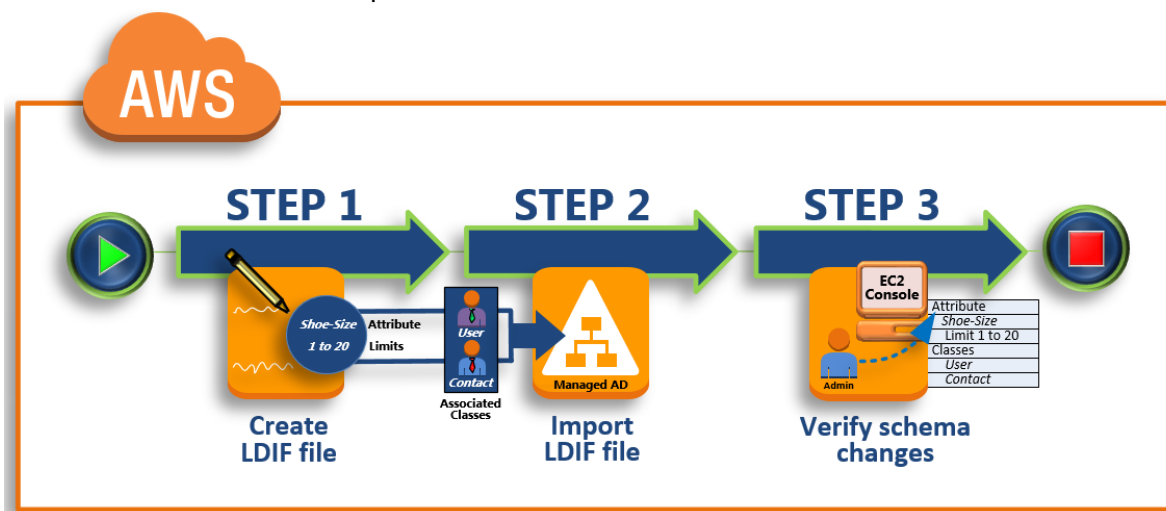 AWS
STEP 1
STEP 2
STEP 3
Shoe-Size
1 to 20
Attribute
Limits
User
Contact
Associated
Classes
Managed AD
EC2
Console
Admin
Attribute
Shoe-Size
Limit 1 to 20
Classes
User
Contact
Create
LDIF file
Import
LDIF file
Verify schema
changes